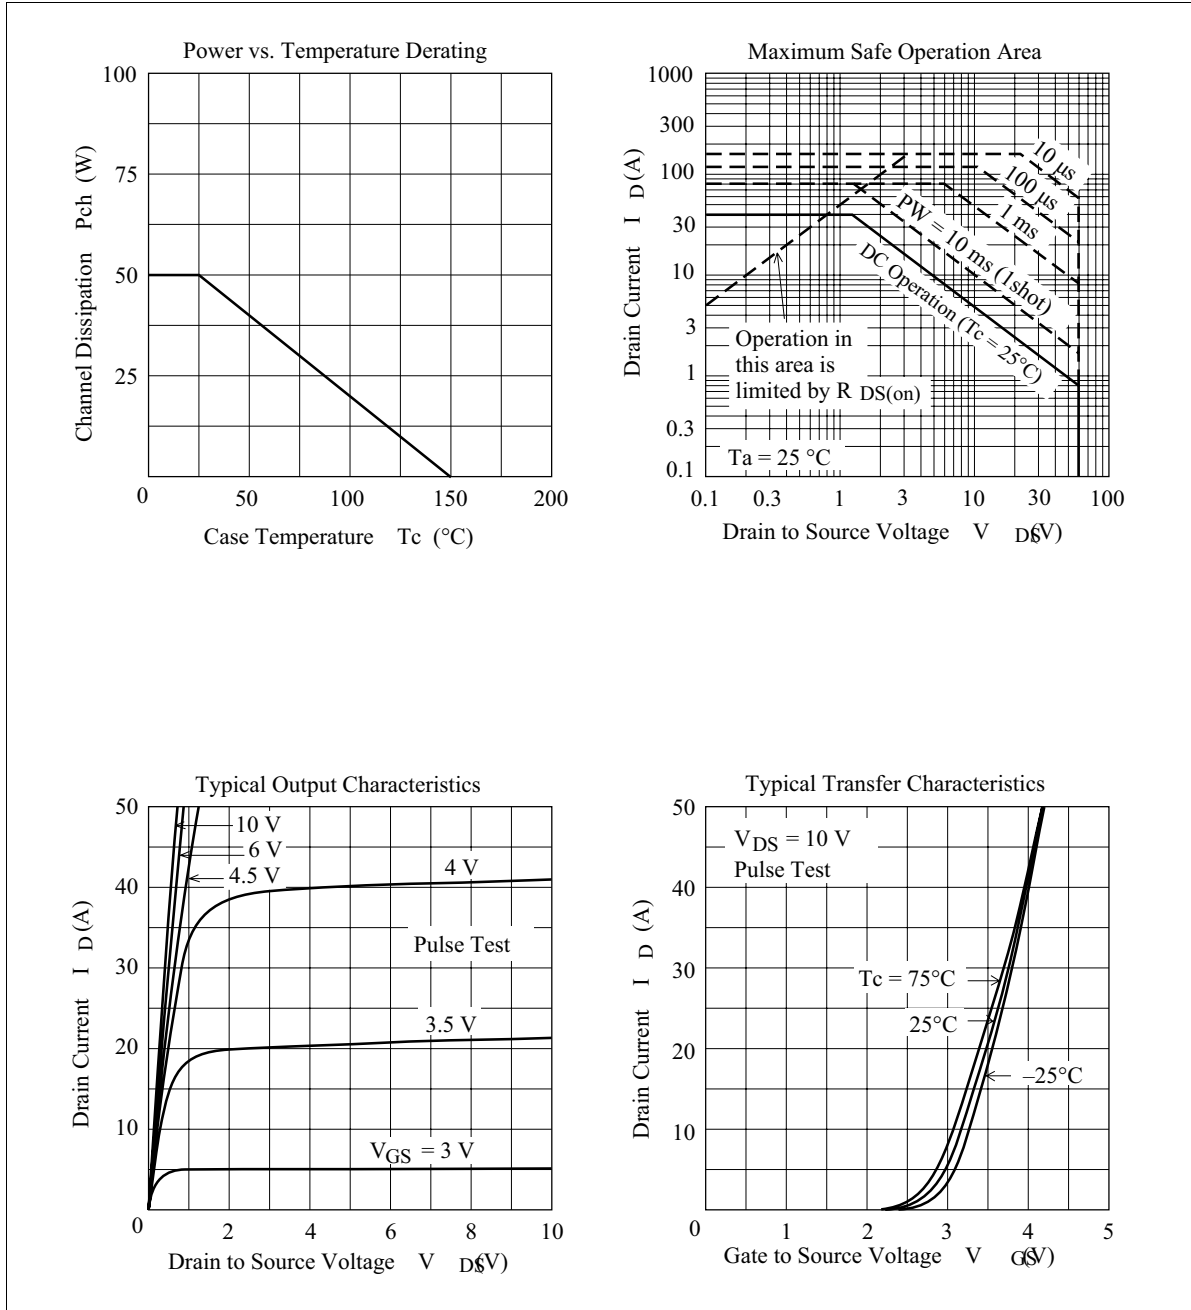 Power vs. Temperature Derating
100
75
50
25
Channel Dissipation Pch (W)
0
50
100
150
200
Case Temperature Tc (°C)
Maximum Safe Operation Area
1000
300
100
30
10
3
1
0.3
0.1
Drain Current I D (A)
10 µs
100 µs
1 ms
PW = 10 ms (1shot)
DC Operation (Tc = 25°C)
Operation in
this area is
limited by R DS(on)
Ta = 25 °C
0.1
0.3
1
3
10
30
100
Drain to Source Voltage V DS (V)
Typical Output Characteristics
50
40
30
20
10
Drain Current I D (A)
10 V
6 V
4.5 V
4 V
Pulse Test
3.5 V
VGS = 3 V
0
2
4
6
8
10
Drain to Source Voltage V DS (V)
Typical Transfer Characteristics
50
40
30
20
10
Drain Current I D (A)
VDS = 10 V
Pulse Test
Tc = 75°C
25°C
–25°C
0
1
2
3
4
5
Gate to Source Voltage V GS (V)